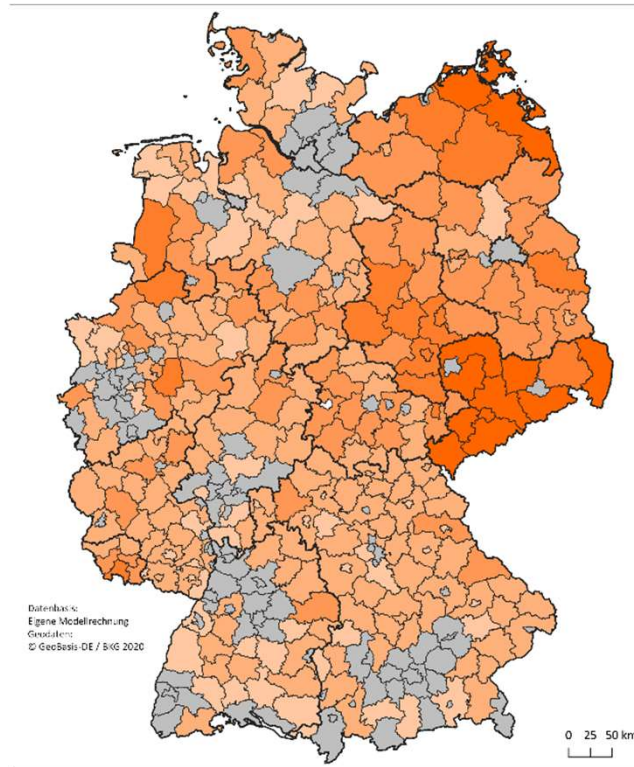 Datenbasis:
Eigene Modellrechnung
Geodaten:
© GeoBasis-DE / BKG 2020
0 25 50 km